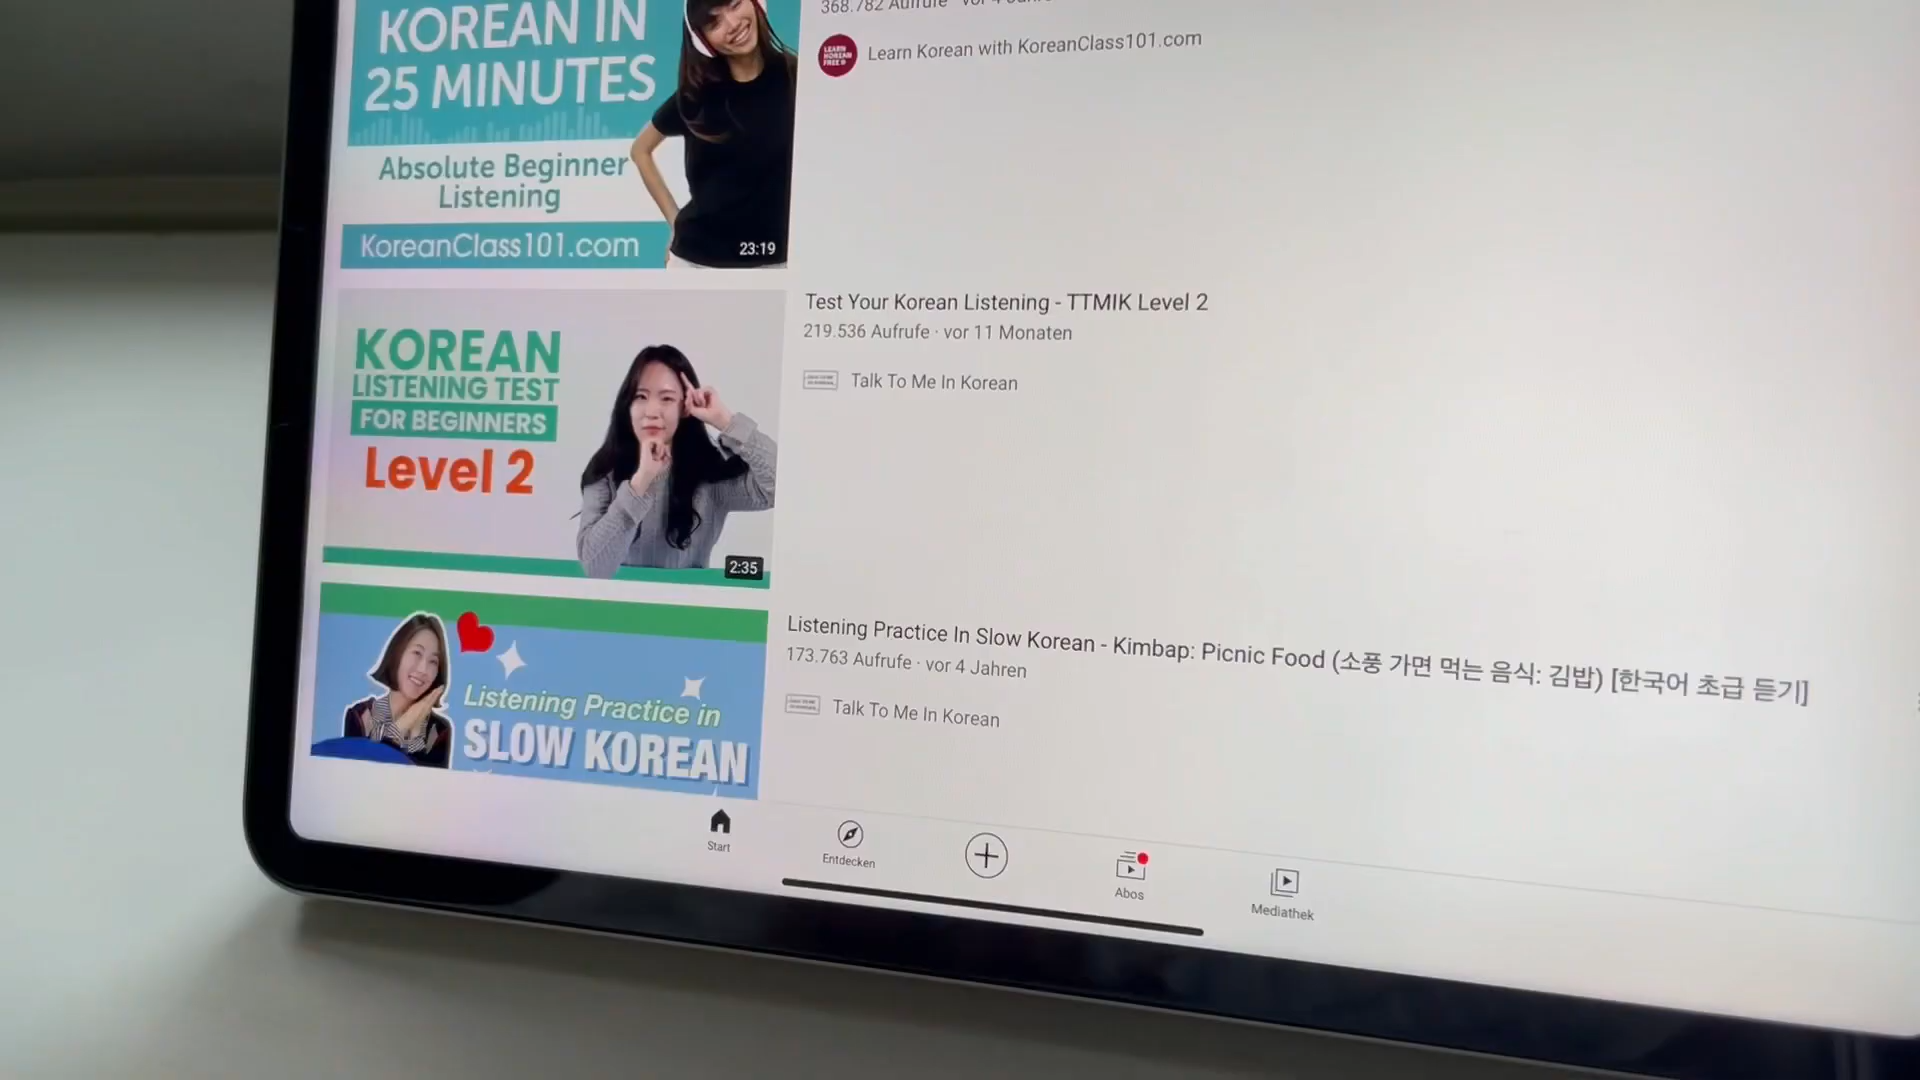 KOREAN IN
25 MINUTES
Absolute Beginner
Listening
KoreanClass101.com
23:19
368.782 Aufrufe · vor 4 Jahren
LEARN
KOREAN
FREE
Learn Korean with KoreanClass101.com
KOREAN
LISTENING TEST
FOR BEGINNERS
Level 2
2:35
Test Your Korean Listening - TTMIK Level 2
219.536 Aufrufe · vor 11 Monaten
Talk To Me In Korean
Listening Practice in
SLOW KOREAN
Listening Practice In Slow Korean - Kimbap: Picnic Food (소풍 가면 먹는 음식: 김밥) [한국어 초급 듣기]
173.763 Aufrufe · vor 4 Jahren
Talk To Me In Korean
Start
Entdecken
Abos
Mediathek